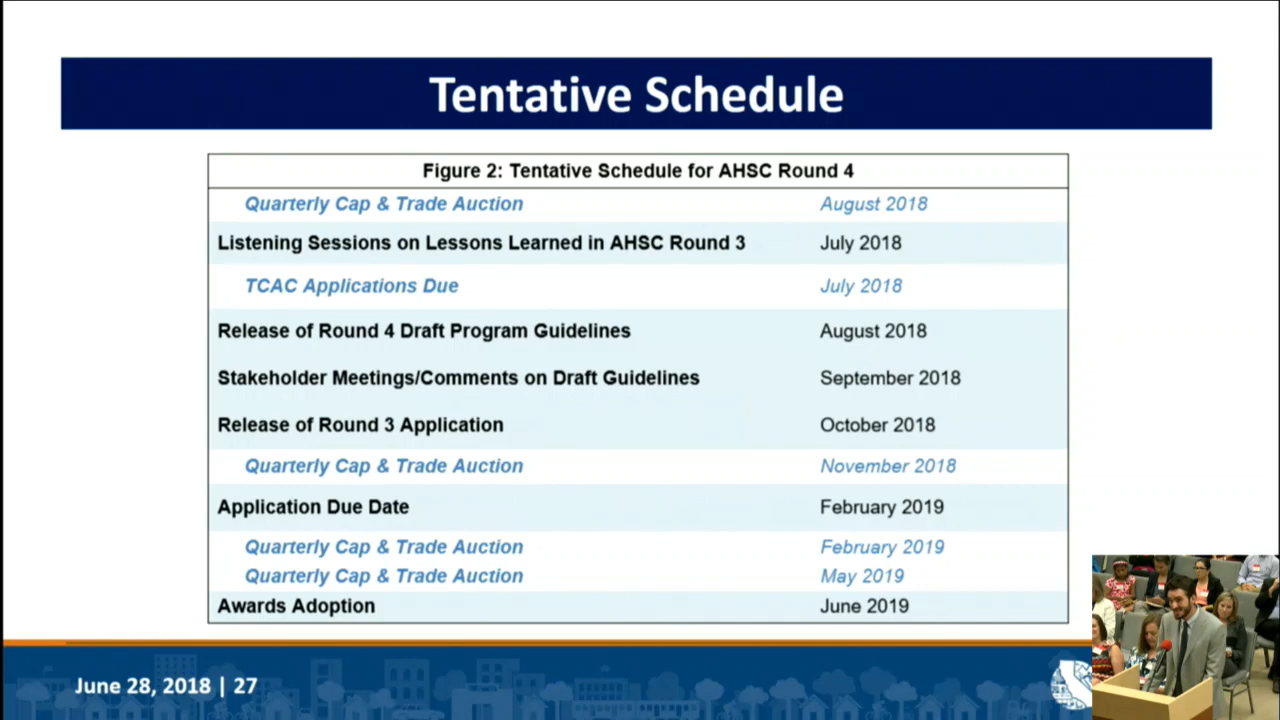 Tentative Schedule
Figure 2: Tentative Schedule for AHSC Round 4
Quarterly Cap & Trade Auction August 2018
Listening Sessions on Lessons Learned in AHSC Round 3 July 2018
TCAC Applications Due July 2018
Release of Round 4 Draft Program Guidelines August 2018
Stakeholder Meetings/Comments on Draft Guidelines September 2018
Release of Round 3 Application October 2018
Quarterly Cap & Trade Auction November 2018
Application Due Date February 2019
Quarterly Cap & Trade Auction February 2019
Quarterly Cap & Trade Auction May 2019
Awards Adoption June 2019
June 28, 2018 | 27